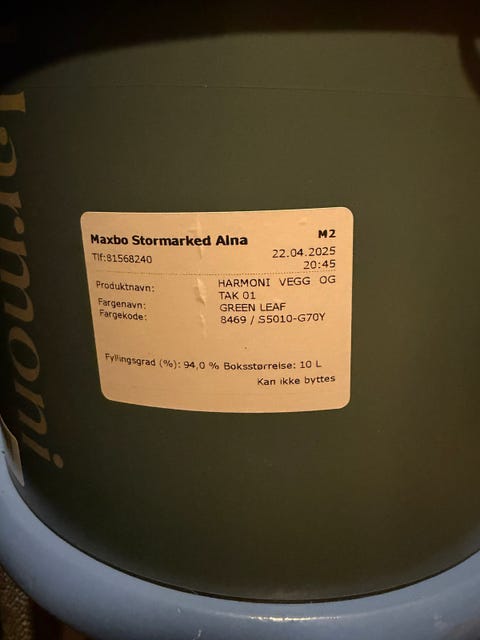 Harmoni
Maxbo Stormarked Alna M2
Tlf:81568240 22.04.2025
20:45
Produktnavn: HARMONI VEGG OG
TAK 01
Fargenavn: GREEN LEAF
Fargekode: 8469 / S5010-G70Y
Fyllingsgrad (%): 94,0 % Boksstørrelse: 10 L
Kan ikke byttes